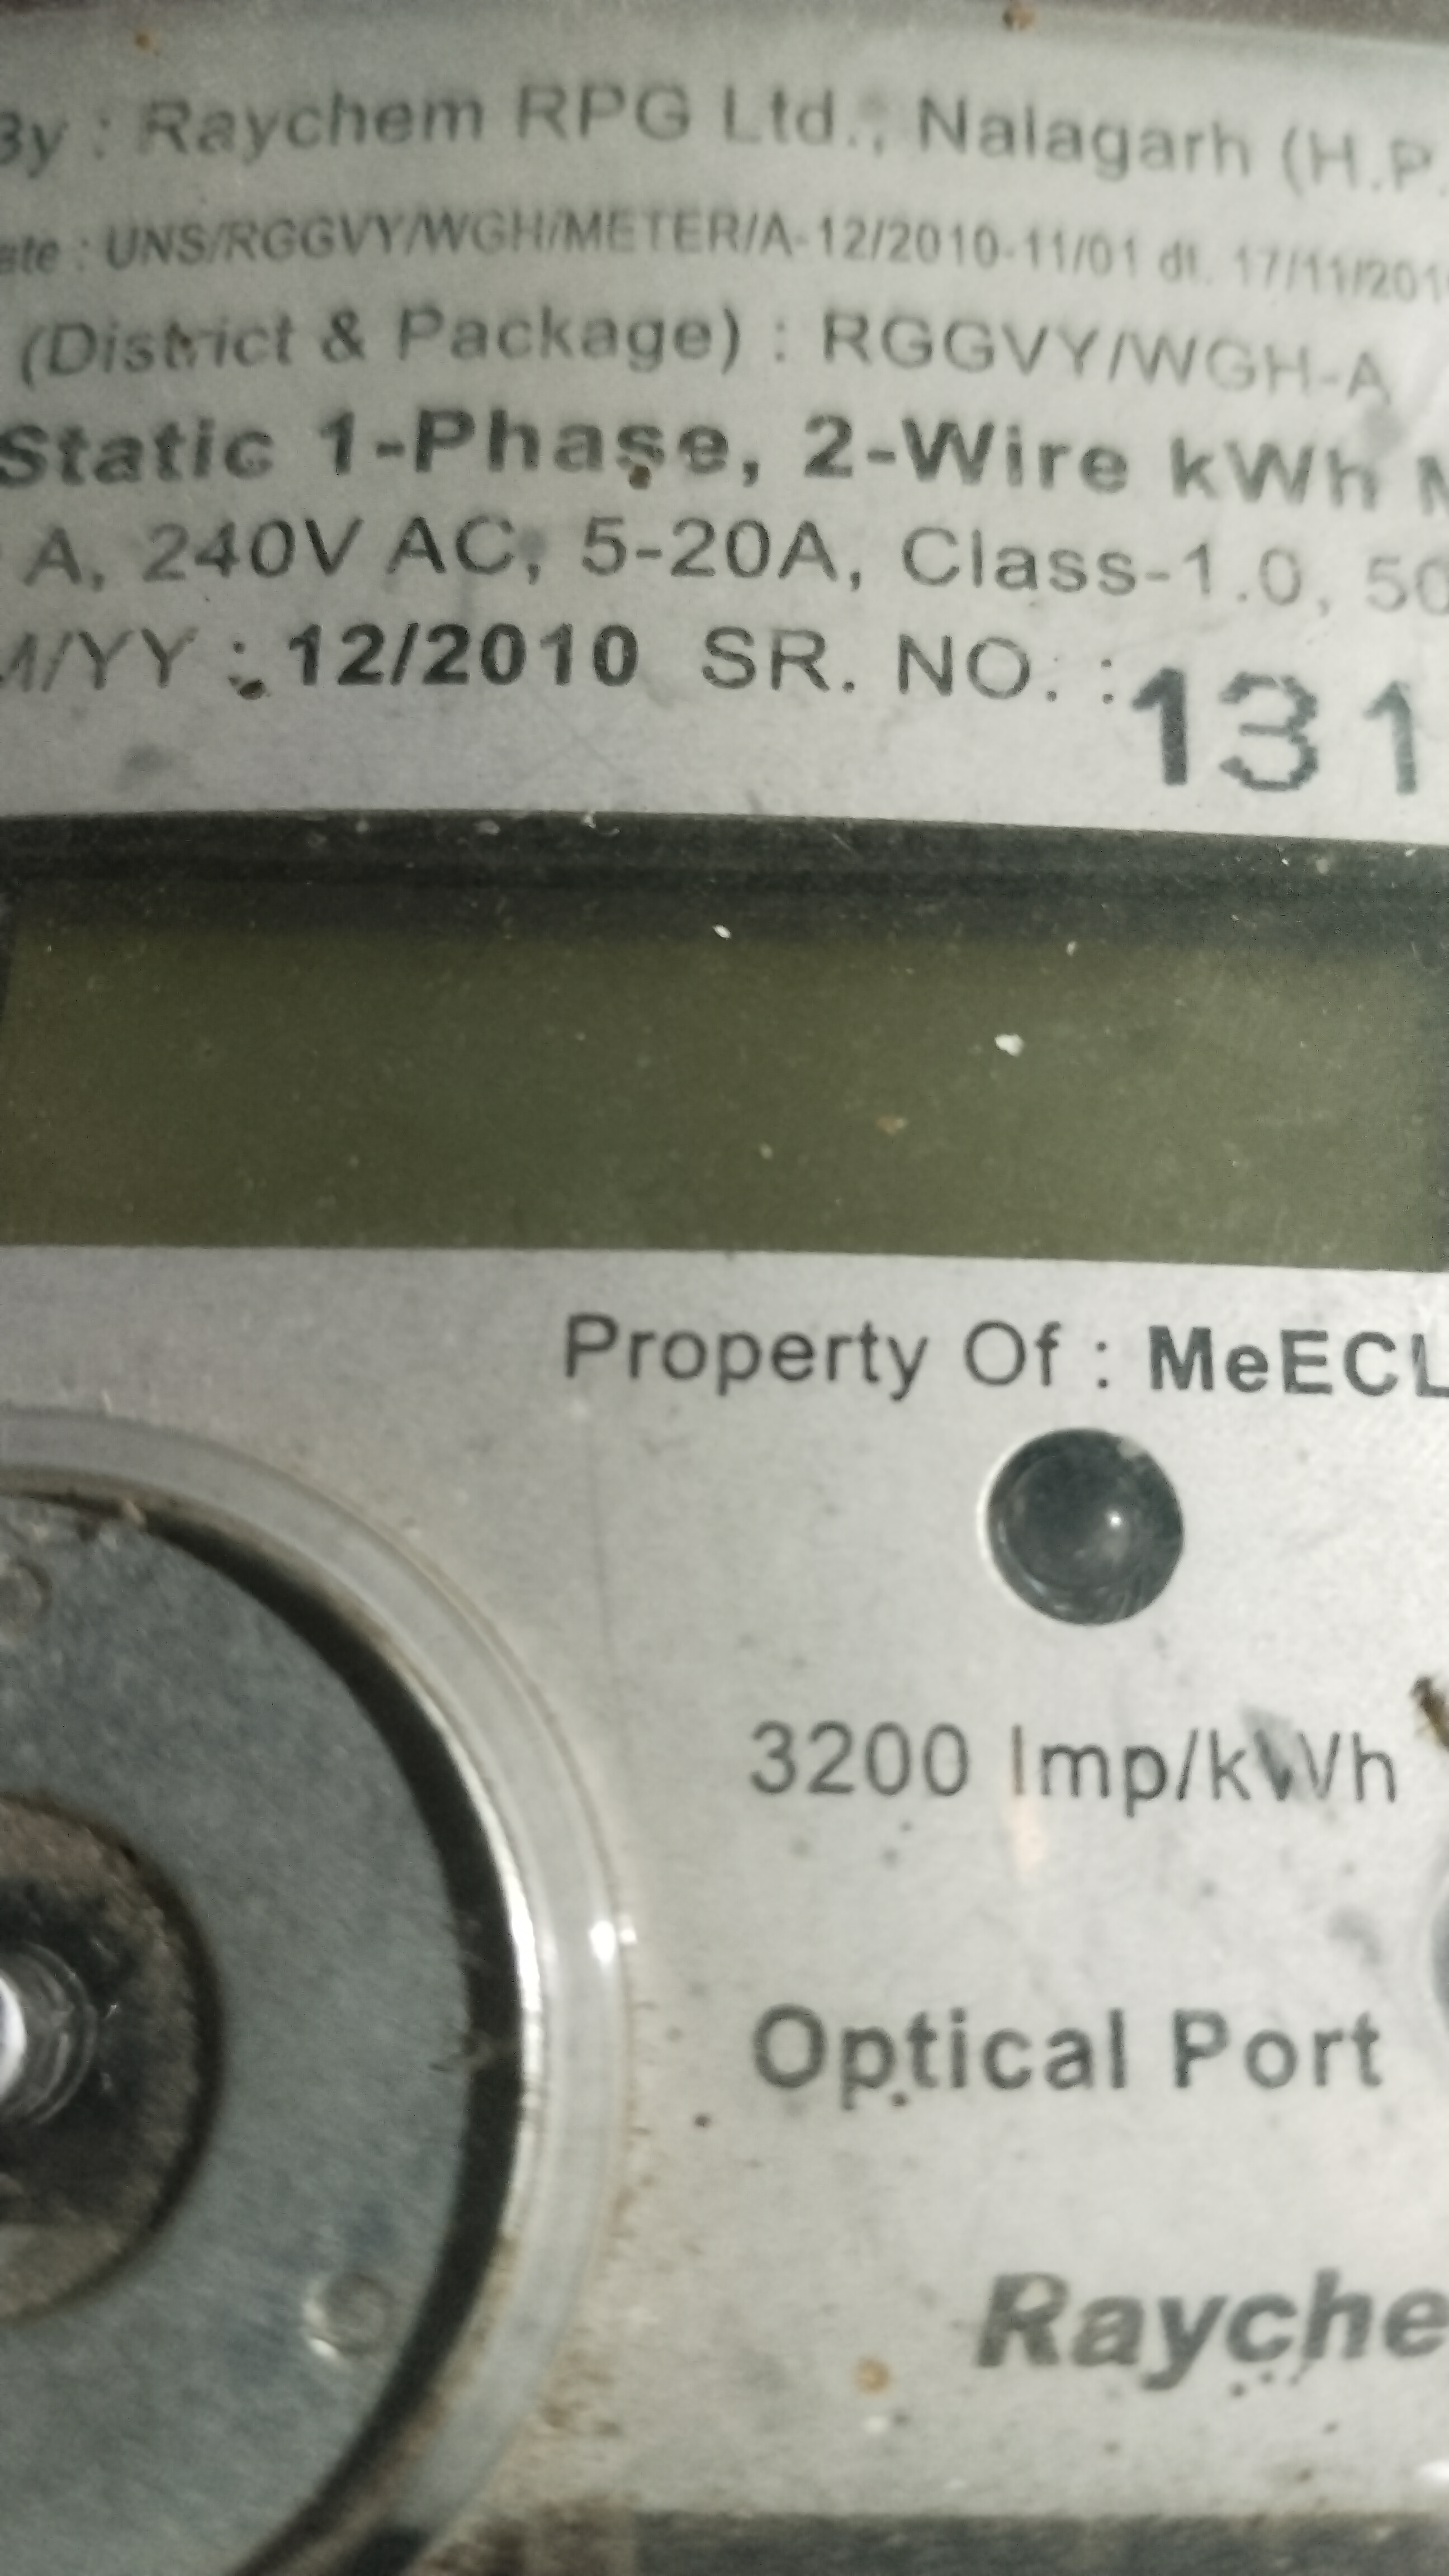 By : Raychem RPG Ltd., Nalagarh (H.P.
ate : UNS/RGGVY/WGH/METER/A-12/2010-11/01 dt. 17/11/201
(District & Package) : RGGVY/WGH-A
Static 1-Phase, 2-Wire kWh M
A, 240V AC, 5-20A, Class-1.0, 50
M/YY : 12/2010 SR. NO. : 131
Property Of : MeECL
3200 Imp/kWh
Optical Port
Rayche